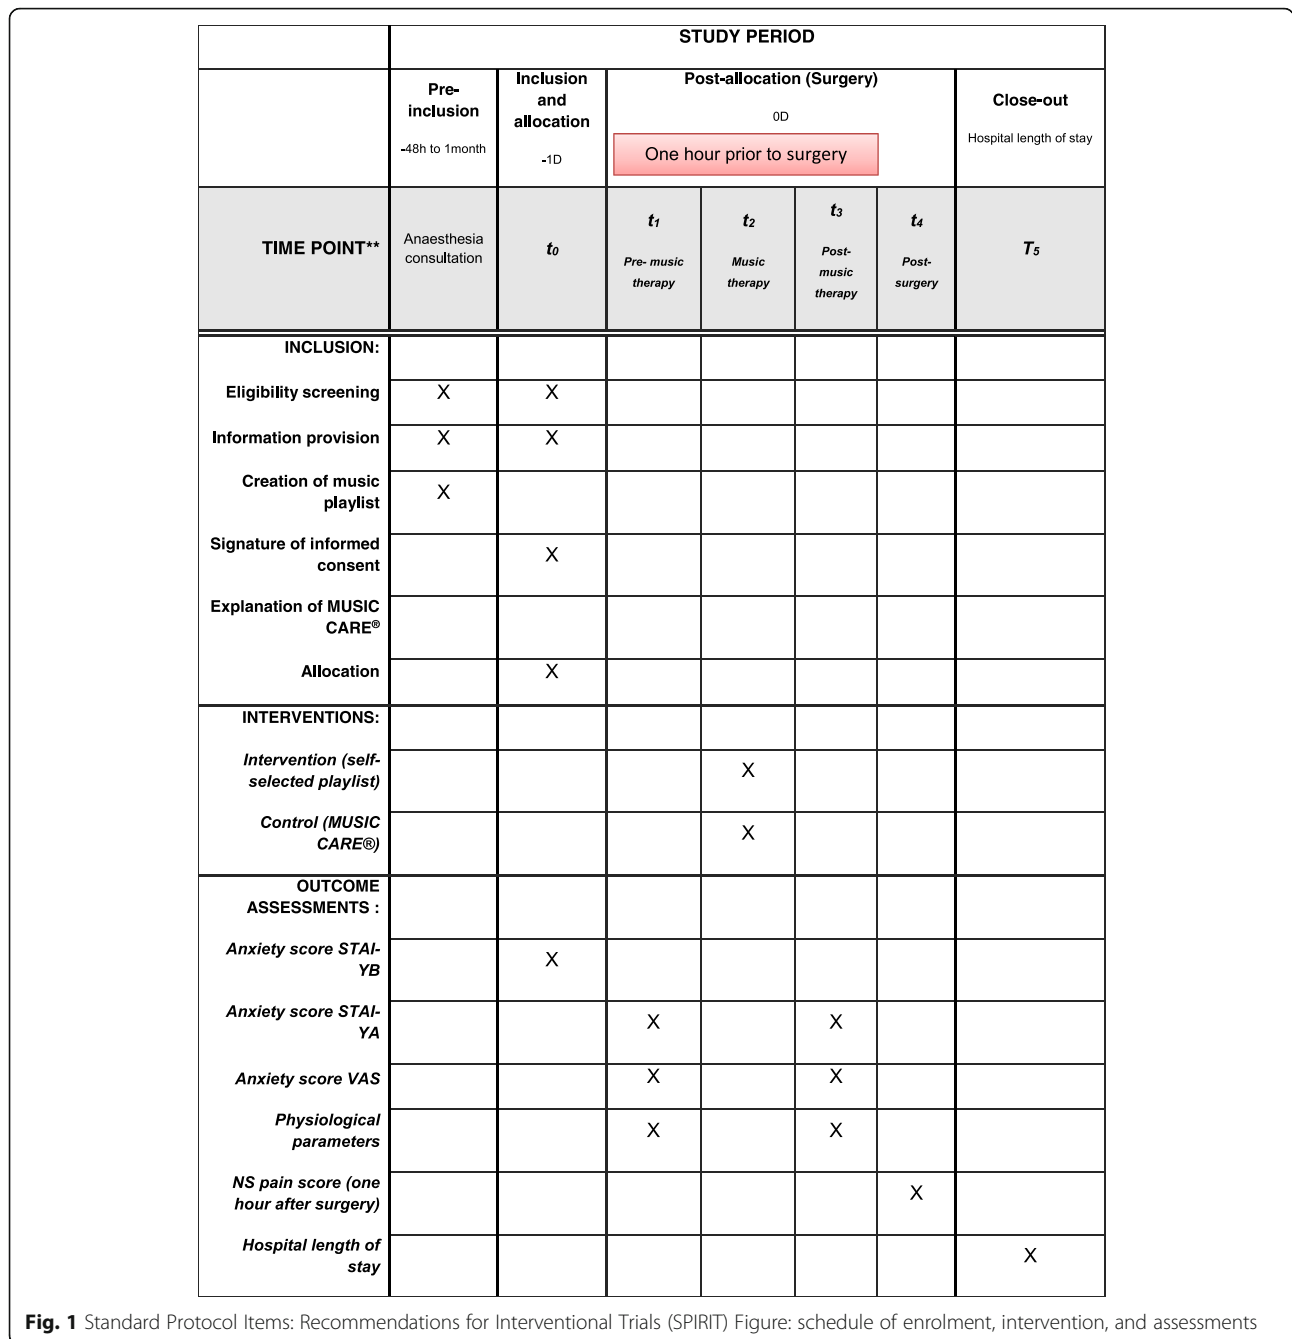 STUDY PERIOD
Pre-
inclusion
-48h to 1month
Inclusion
and
allocation
-1D
Post-allocation (Surgery)
0D
One hour prior to surgery
Close-out
Hospital length of stay
TIME POINT**
Anaesthesia
consultation
t0
t1
Pre- music
therapy
t2
Music
therapy
t3
Post-
music
therapy
t4
Post-
surgery
T5
INCLUSION:
Eligibility screening X X
Information provision X X
Creation of music
playlist X
Signature of informed
consent X
Explanation of MUSIC
CARE®
Allocation X
INTERVENTIONS:
Intervention (self-
selected playlist) X
Control (MUSIC
CARE®) X
OUTCOME
ASSESSMENTS :
Anxiety score STAI-
YB X
Anxiety score STAI-
YA X X
Anxiety score VAS X X
Physiological
parameters X X
NS pain score (one
hour after surgery) X
Hospital length of
stay X
Fig. 1 Standard Protocol Items: Recommendations for Interventional Trials (SPIRIT) Figure: schedule of enrolment, intervention, and assessments